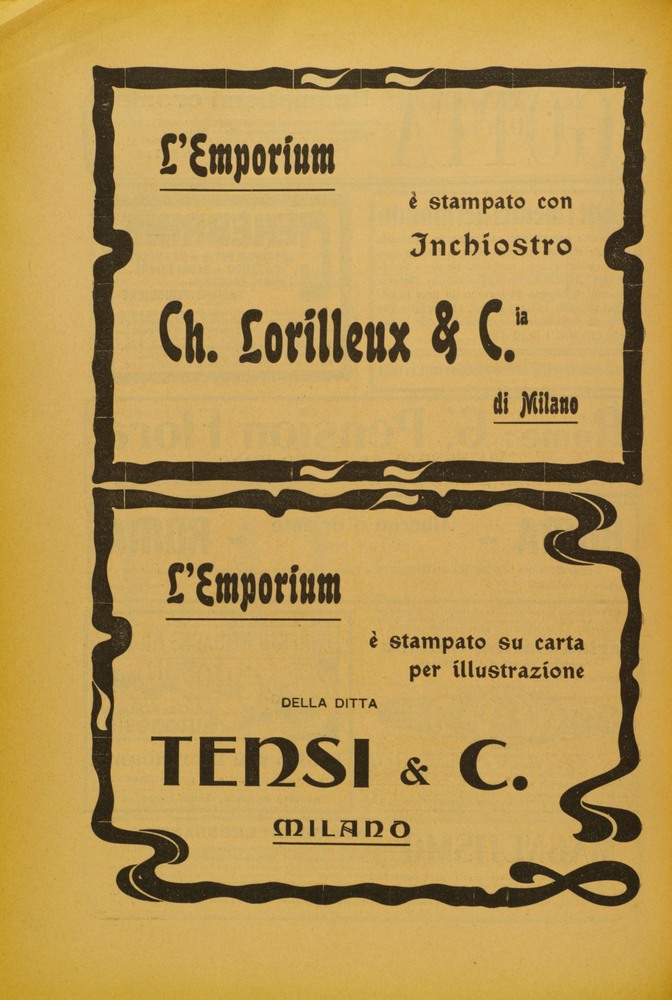 L'Emporium
è stampato con
Inchiostro
Ch. Lorilleux & C.ia
di Milano
L'Emporium
è stampato su carta
per illustrazione
DELLA DITTA
TENSI & C.
MILANO